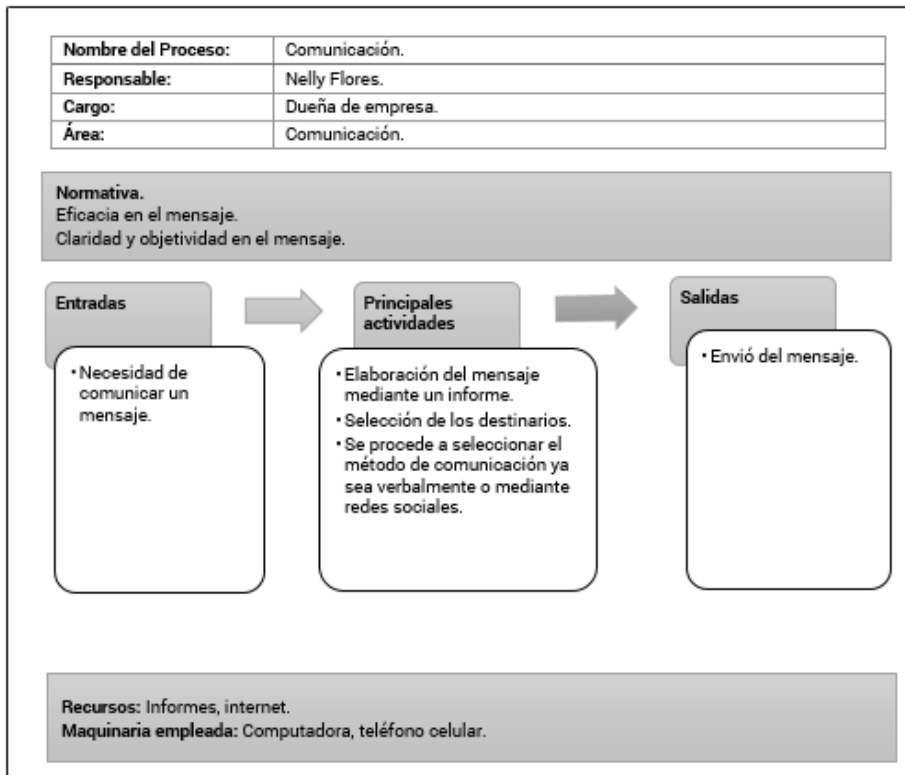 Nombre del Proceso: Comunicación.
Responsable: Nelly Flores.
Cargo: Dueña de empresa.
Área: Comunicación.
Normativa.
Eficacia en el mensaje.
Claridad y objetividad en el mensaje.
Entradas
• Necesidad de
comunicar un
mensaje.
Principales
actividades
• Elaboración del mensaje
mediante un informe.
• Selección de los destinarios.
• Se procede a seleccionar el
método de comunicación ya
sea verbalmente o mediante
redes sociales.
Salidas
• Envió del mensaje.
Recursos: Informes, internet.
Maquinaria empleada: Computadora, teléfono celular.